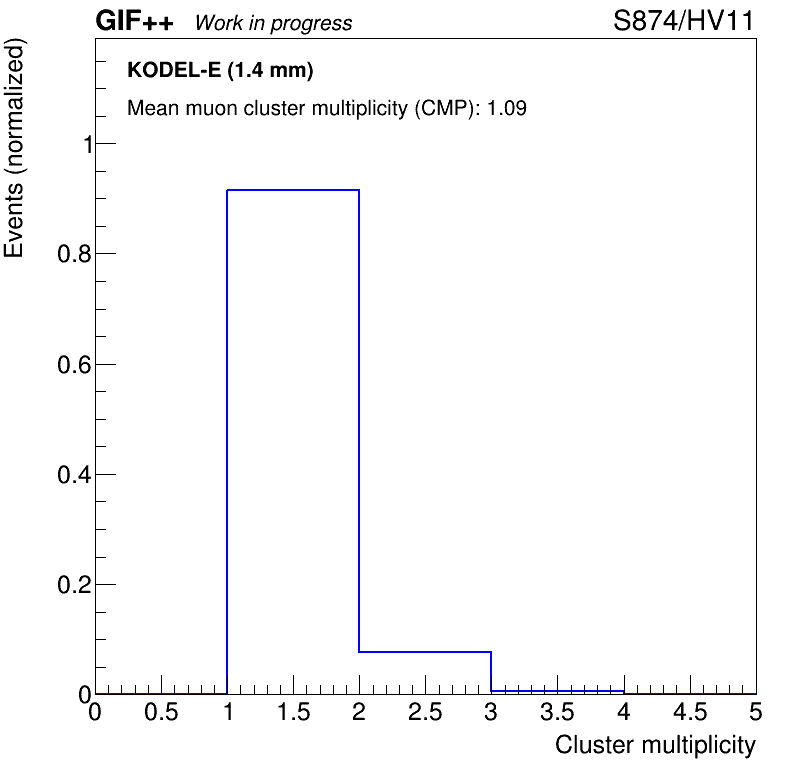 GIF++ Work in progress S874/HV11
KODEL-E (1.4 mm)
Mean muon cluster multiplicity (CMP): 1.09
Events (normalized)
1
0.8
0.6
0.4
0.2
0
0 0.5 1 1.5 2 2.5 3 3.5 4 4.5 5
Cluster multiplicity